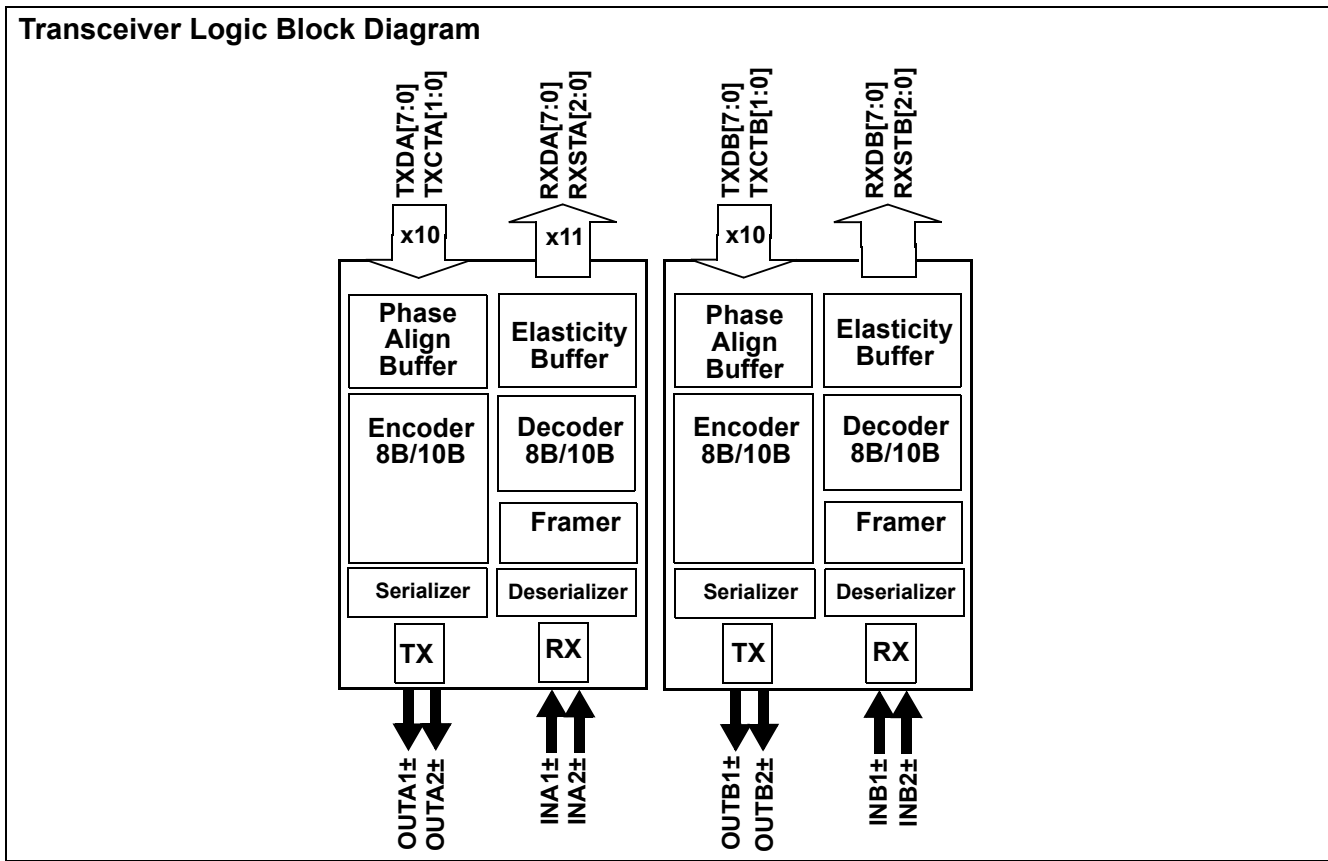 Transceiver Logic Block Diagram
TXDA[7:0]
TXCTA[1:0]
RXDA[7:0]
RXSTA[2:0]
TXDB[7:0]
TXCTB[1:0]
RXDB[7:0]
RXSTB[2:0]
x10
x11
x10
Phase
Align
Buffer
Elasticity
Buffer
Phase
Align
Buffer
Elasticity
Buffer
Encoder
8B/10B
Decoder
8B/10B
Encoder
8B/10B
Decoder
8B/10B
Framer
Framer
Serializer
Deserializer
Serializer
Deserializer
TX
RX
TX
RX
OUTA1±
OUTA2±
INA1±
INA2±
OUTB1±
OUTB2±
INB1±
INB2±